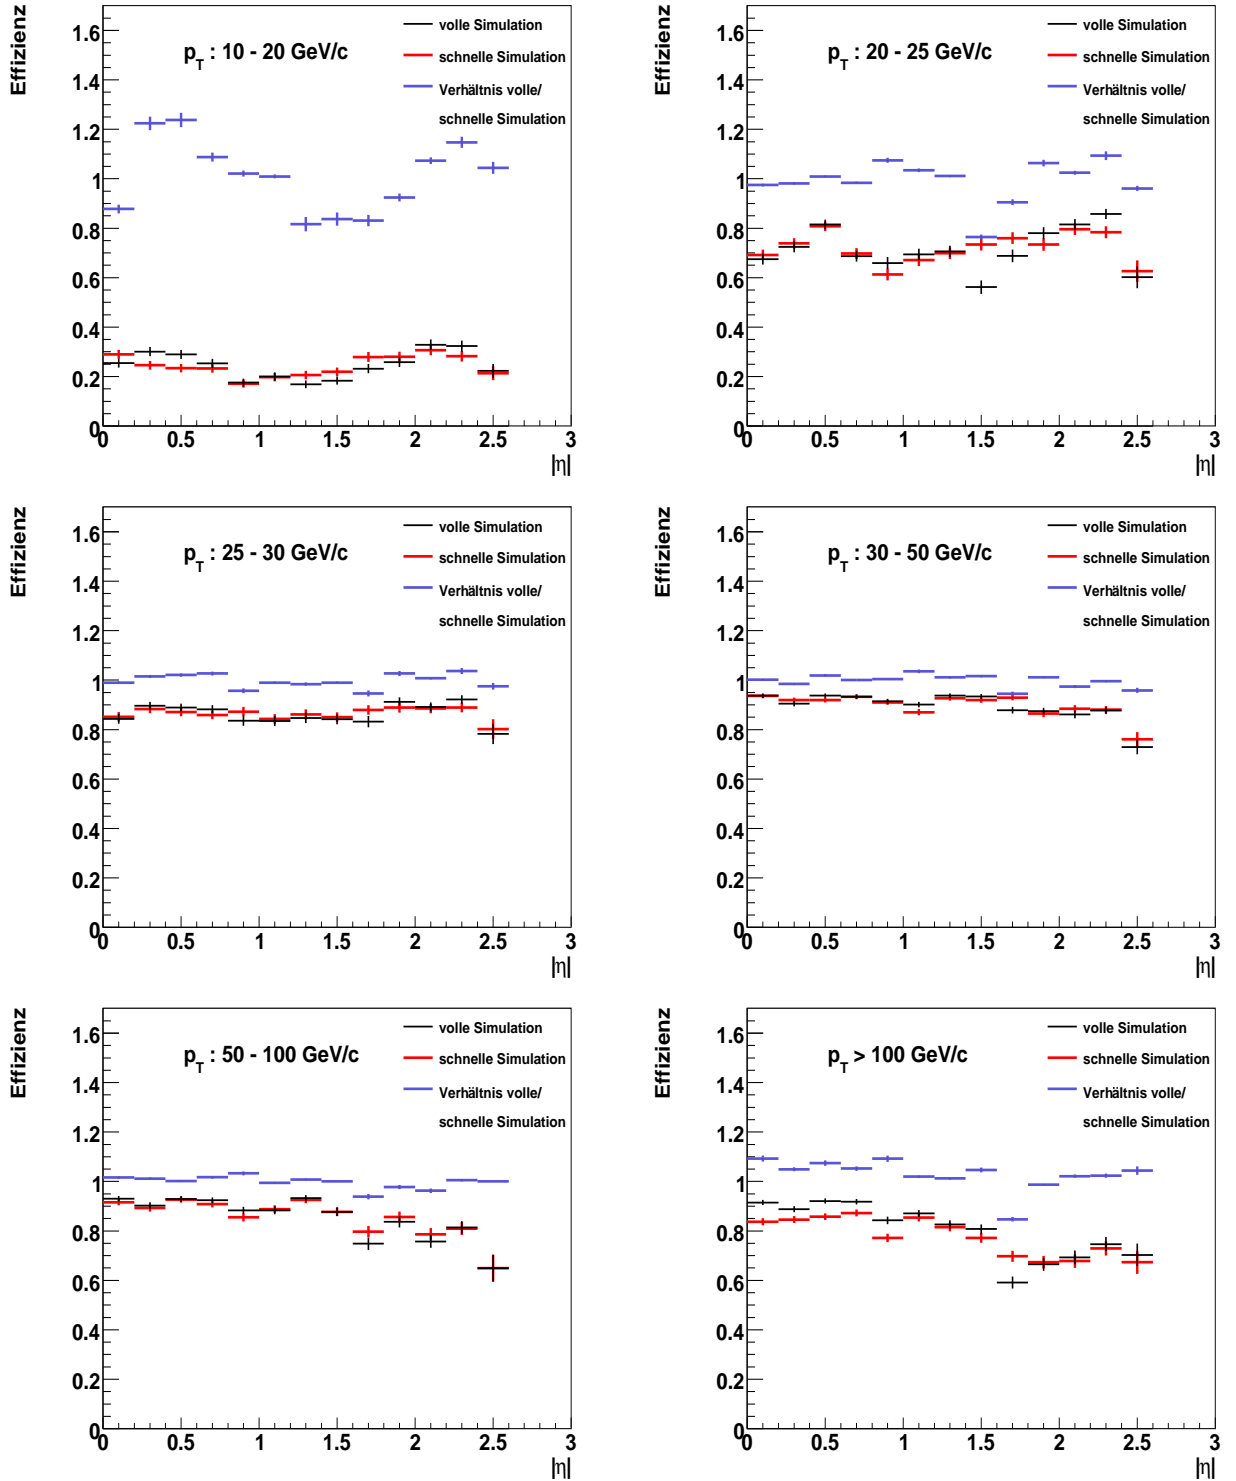 Effizienz
p_T : 10 - 20 GeV/c
volle Simulation
schnelle Simulation
Verhältnis volle/
schnelle Simulation
1.6
1.4
1.2
1
0.8
0.6
0.4
0.2
0
0 0.5 1 1.5 2 2.5 3
|η|
Effizienz
p_T : 20 - 25 GeV/c
volle Simulation
schnelle Simulation
Verhältnis volle/
schnelle Simulation
1.6
1.4
1.2
1
0.8
0.6
0.4
0.2
0
0 0.5 1 1.5 2 2.5 3
|η|
Effizienz
p_T : 25 - 30 GeV/c
volle Simulation
schnelle Simulation
Verhältnis volle/
schnelle Simulation
1.6
1.4
1.2
1
0.8
0.6
0.4
0.2
0
0 0.5 1 1.5 2 2.5 3
|η|
Effizienz
p_T : 30 - 50 GeV/c
volle Simulation
schnelle Simulation
Verhältnis volle/
schnelle Simulation
1.6
1.4
1.2
1
0.8
0.6
0.4
0.2
0
0 0.5 1 1.5 2 2.5 3
|η|
Effizienz
p_T : 50 - 100 GeV/c
volle Simulation
schnelle Simulation
Verhältnis volle/
schnelle Simulation
1.6
1.4
1.2
1
0.8
0.6
0.4
0.2
0
0 0.5 1 1.5 2 2.5 3
|η|
Effizienz
p_T > 100 GeV/c
volle Simulation
schnelle Simulation
Verhältnis volle/
schnelle Simulation
1.6
1.4
1.2
1
0.8
0.6
0.4
0.2
0
0 0.5 1 1.5 2 2.5 3
|η|